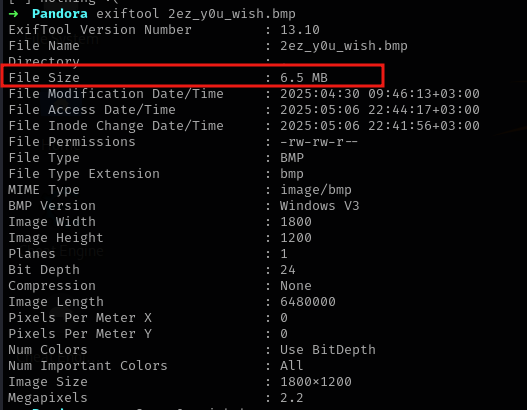 ➜ Pandora exiftool 2ez_y0u_wish.bmp
ExifTool Version Number : 13.10
File Name : 2ez_y0u_wish.bmp
Directory : .
File Size : 6.5 MB
File Modification Date/Time : 2025:04:30 09:46:13+03:00
File Access Date/Time : 2025:05:06 22:44:17+03:00
File Inode Change Date/Time : 2025:05:06 22:41:56+03:00
File Permissions : -rw-rw-r--
File Type : BMP
File Type Extension : bmp
MIME Type : image/bmp
BMP Version : Windows V3
Image Width : 1800
Image Height : 1200
Planes : 1
Bit Depth : 24
Compression : None
Image Length : 6480000
Pixels Per Meter X : 0
Pixels Per Meter Y : 0
Num Colors : Use BitDepth
Num Important Colors : All
Image Size : 1800×1200
Megapixels : 2.2